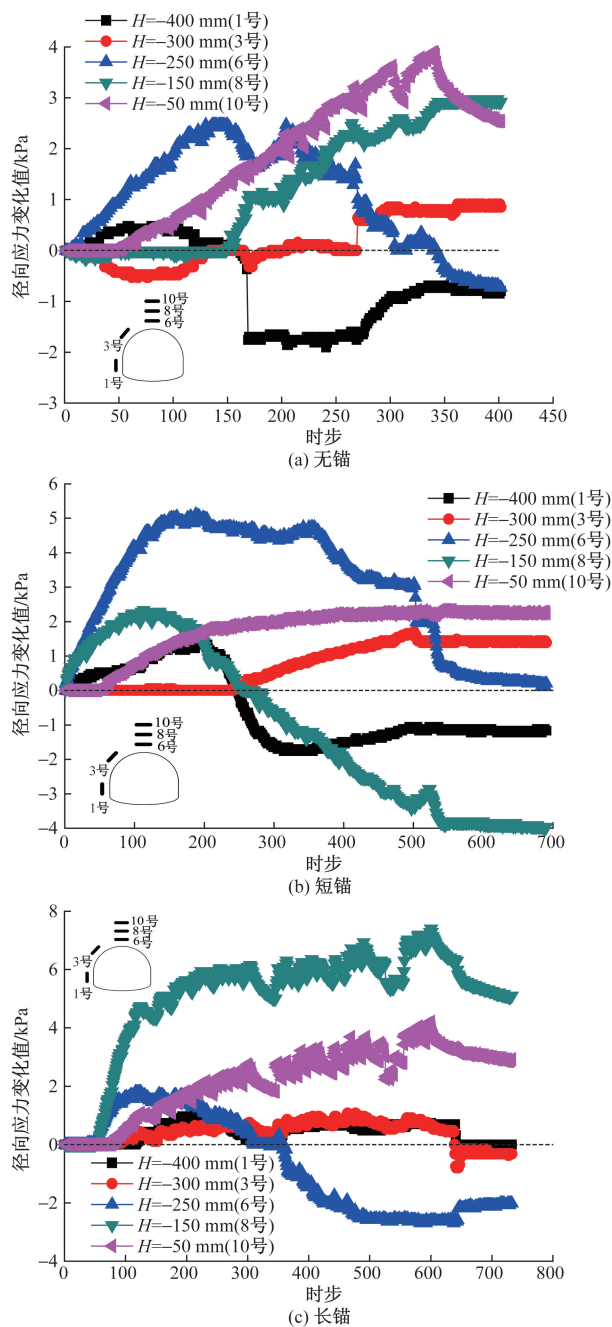 H=–400 mm(1号)
H=–300 mm(3号)
H=–250 mm(6号)
H=–150 mm(8号)
H=–50 mm(10号)
径向应力变化值/kPa
4
3
2
1
0
–1
–2
–3
10号
8号
6号
3号
1号
0 50 100 150 200 250 300 350 400 450
时步
(a) 无锚
H=–400 mm(1号)
H=–300 mm(3号)
H=–250 mm(6号)
H=–150 mm(8号)
H=–50 mm(10号)
径向应力变化值/kPa
6
5
4
3
2
1
0
–1
–2
–3
–4
10号
8号
6号
3号
1号
0 100 200 300 400 500 600 700
时步
(b) 短锚
径向应力变化值/kPa
8
6
4
2
0
–2
–4
10号
8号
6号
3号
1号
H=–400 mm(1号)
H=–300 mm(3号)
H=–250 mm(6号)
H=–150 mm(8号)
H=–50 mm(10号)
0 100 200 300 400 500 600 700 800
时步
(c) 长锚